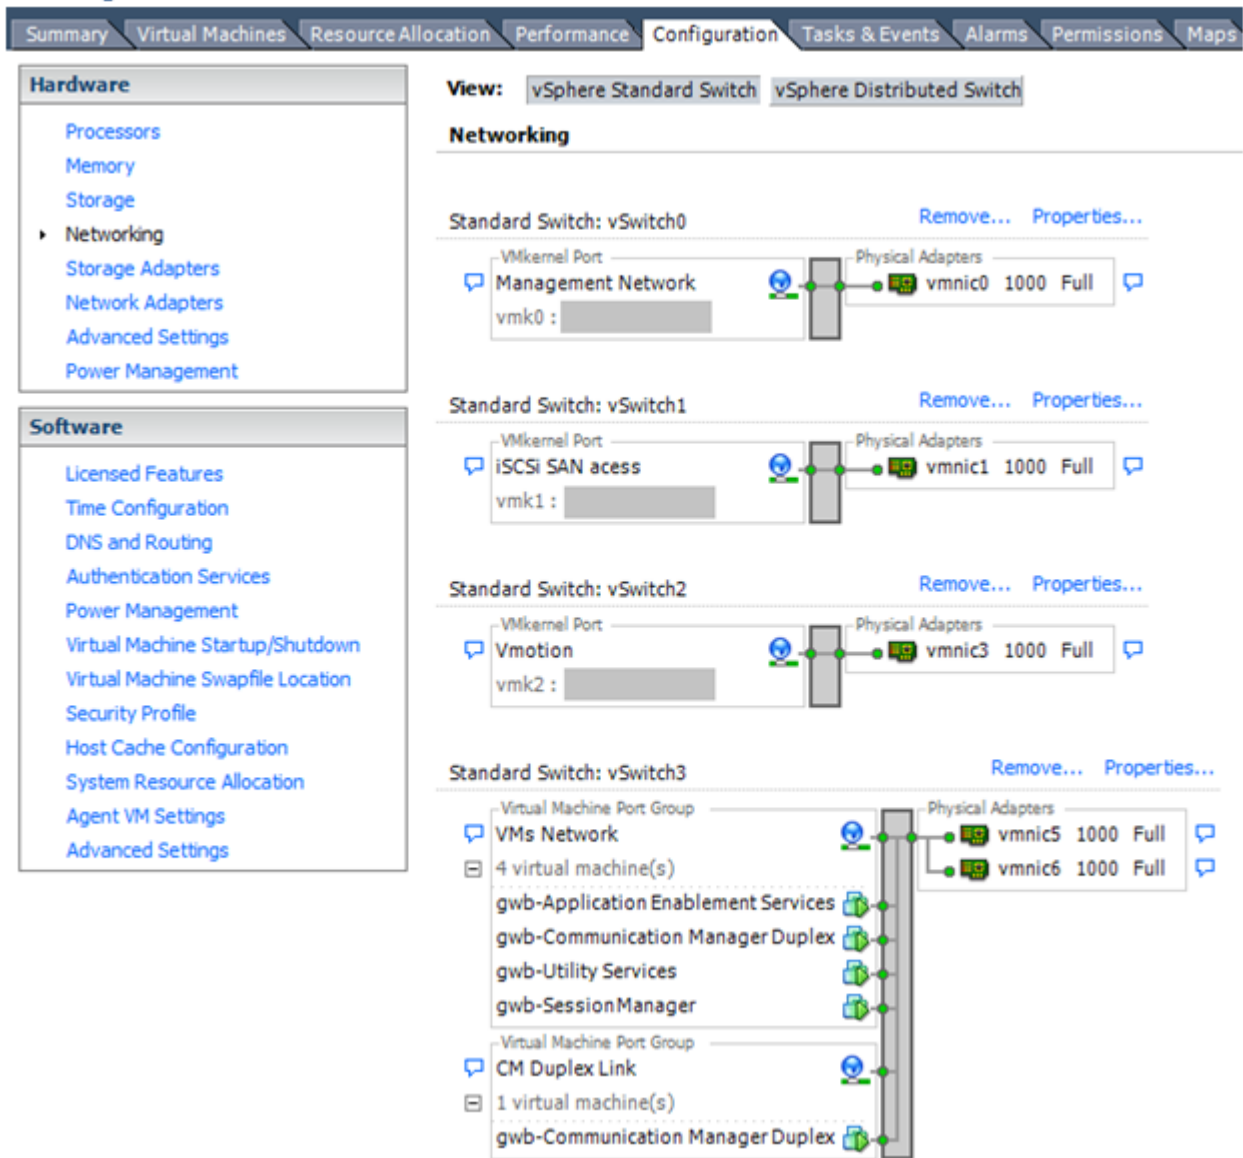 Summary Virtual Machines Resource Allocation Performance Configuration Tasks & Events Alarms Permissions Maps
Hardware
Processors
Memory
Storage
Networking
Storage Adapters
Network Adapters
Advanced Settings
Power Management
Software
Licensed Features
Time Configuration
DNS and Routing
Authentication Services
Power Management
Virtual Machine Startup/Shutdown
Virtual Machine Swapfile Location
Security Profile
Host Cache Configuration
System Resource Allocation
Agent VM Settings
Advanced Settings
View: vSphere Standard Switch vSphere Distributed Switch
Networking
Standard Switch: vSwitch0 Remove... Properties...
VMkernel Port Physical Adapters
Management Network vmnic0 1000 Full
vmk0 :
Standard Switch: vSwitch1 Remove... Properties...
VMkernel Port Physical Adapters
iSCSi SAN acess vmnic1 1000 Full
vmk1 :
Standard Switch: vSwitch2 Remove... Properties...
VMkernel Port Physical Adapters
Vmotion vmnic3 1000 Full
vmk2 :
Standard Switch: vSwitch3 Remove... Properties...
Virtual Machine Port Group Physical Adapters
VMs Network vmnic5 1000 Full
4 virtual machine(s) vmnic6 1000 Full
gwb-Application Enablement Services
gwb-Communication Manager Duplex
gwb-Utility Services
gwb-SessionManager
Virtual Machine Port Group
CM Duplex Link
1 virtual machine(s)
gwb-Communication Manager Duplex